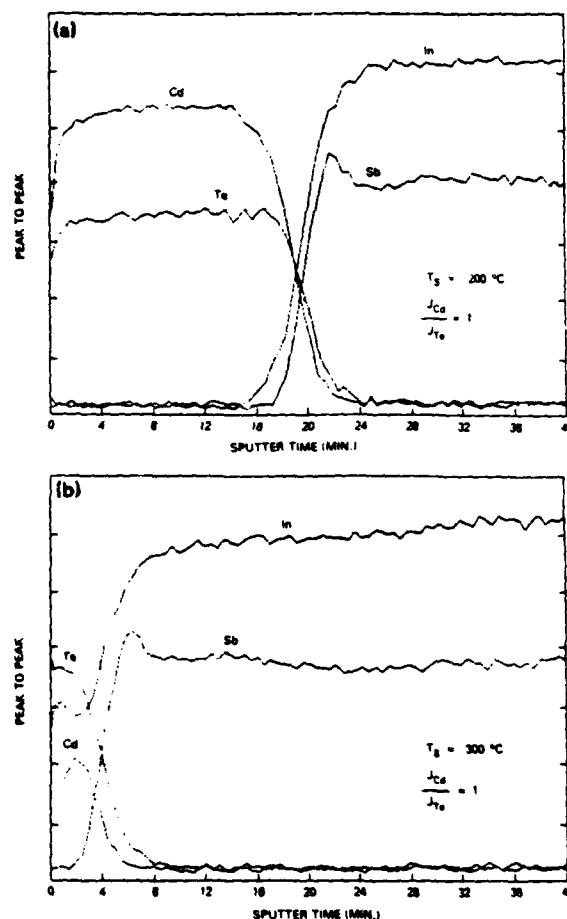 (a)
In
Cd
Sb
Te
PEAK TO PEAK
T_S = 200 °C
J_Cd
J_Te = 1
0 4 8 12 16 20 24 28 32 36 4
SPUTTER TIME (MIN.)
(b)
In
Te
Sb
PEAK TO PEAK
Cd
T_S = 300 °C
J_Cd
J_Te = 1
0 4 8 12 16 20 24 28 32 36 4
SPUTTER TIME (MIN.)